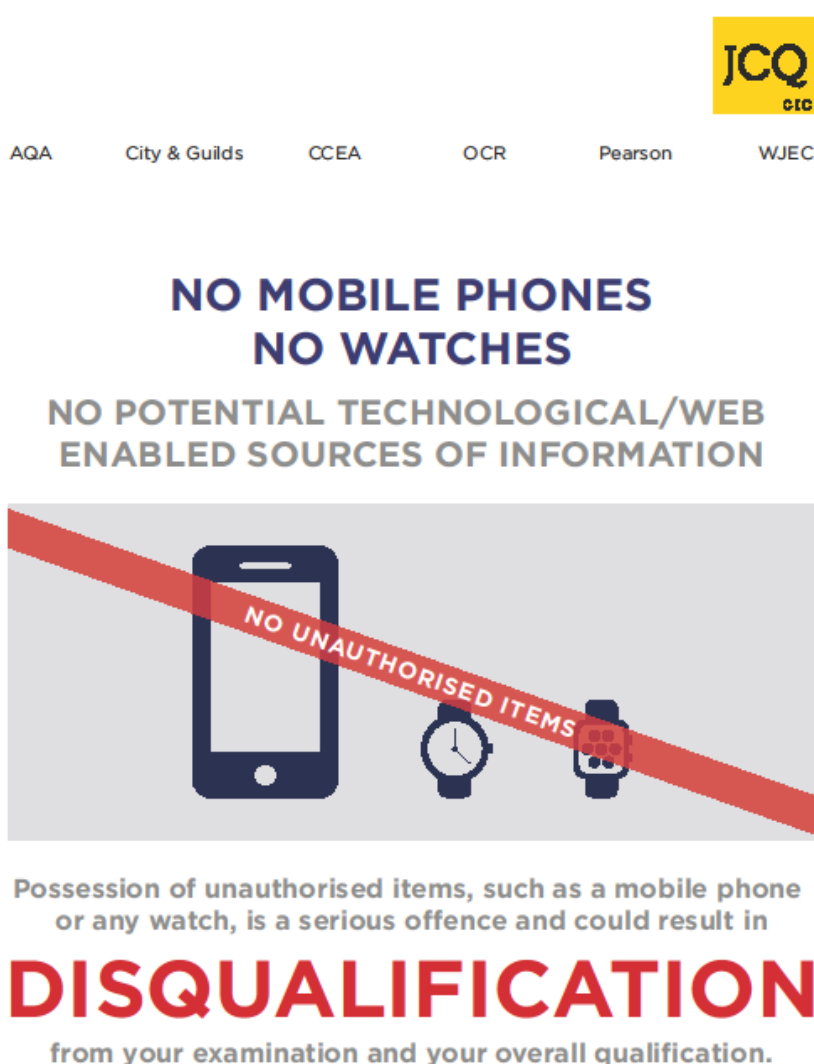 JCQ
CIC
AQA City & Guilds CCEA OCR Pearson WJEC
NO MOBILE PHONES
NO WATCHES
NO POTENTIAL TECHNOLOGICAL/WEB
ENABLED SOURCES OF INFORMATION
NO UNAUTHORISED ITEMS
Possession of unauthorised items, such as a mobile phone
or any watch, is a serious offence and could result in
DISQUALIFICATION
from your examination and your overall qualification.